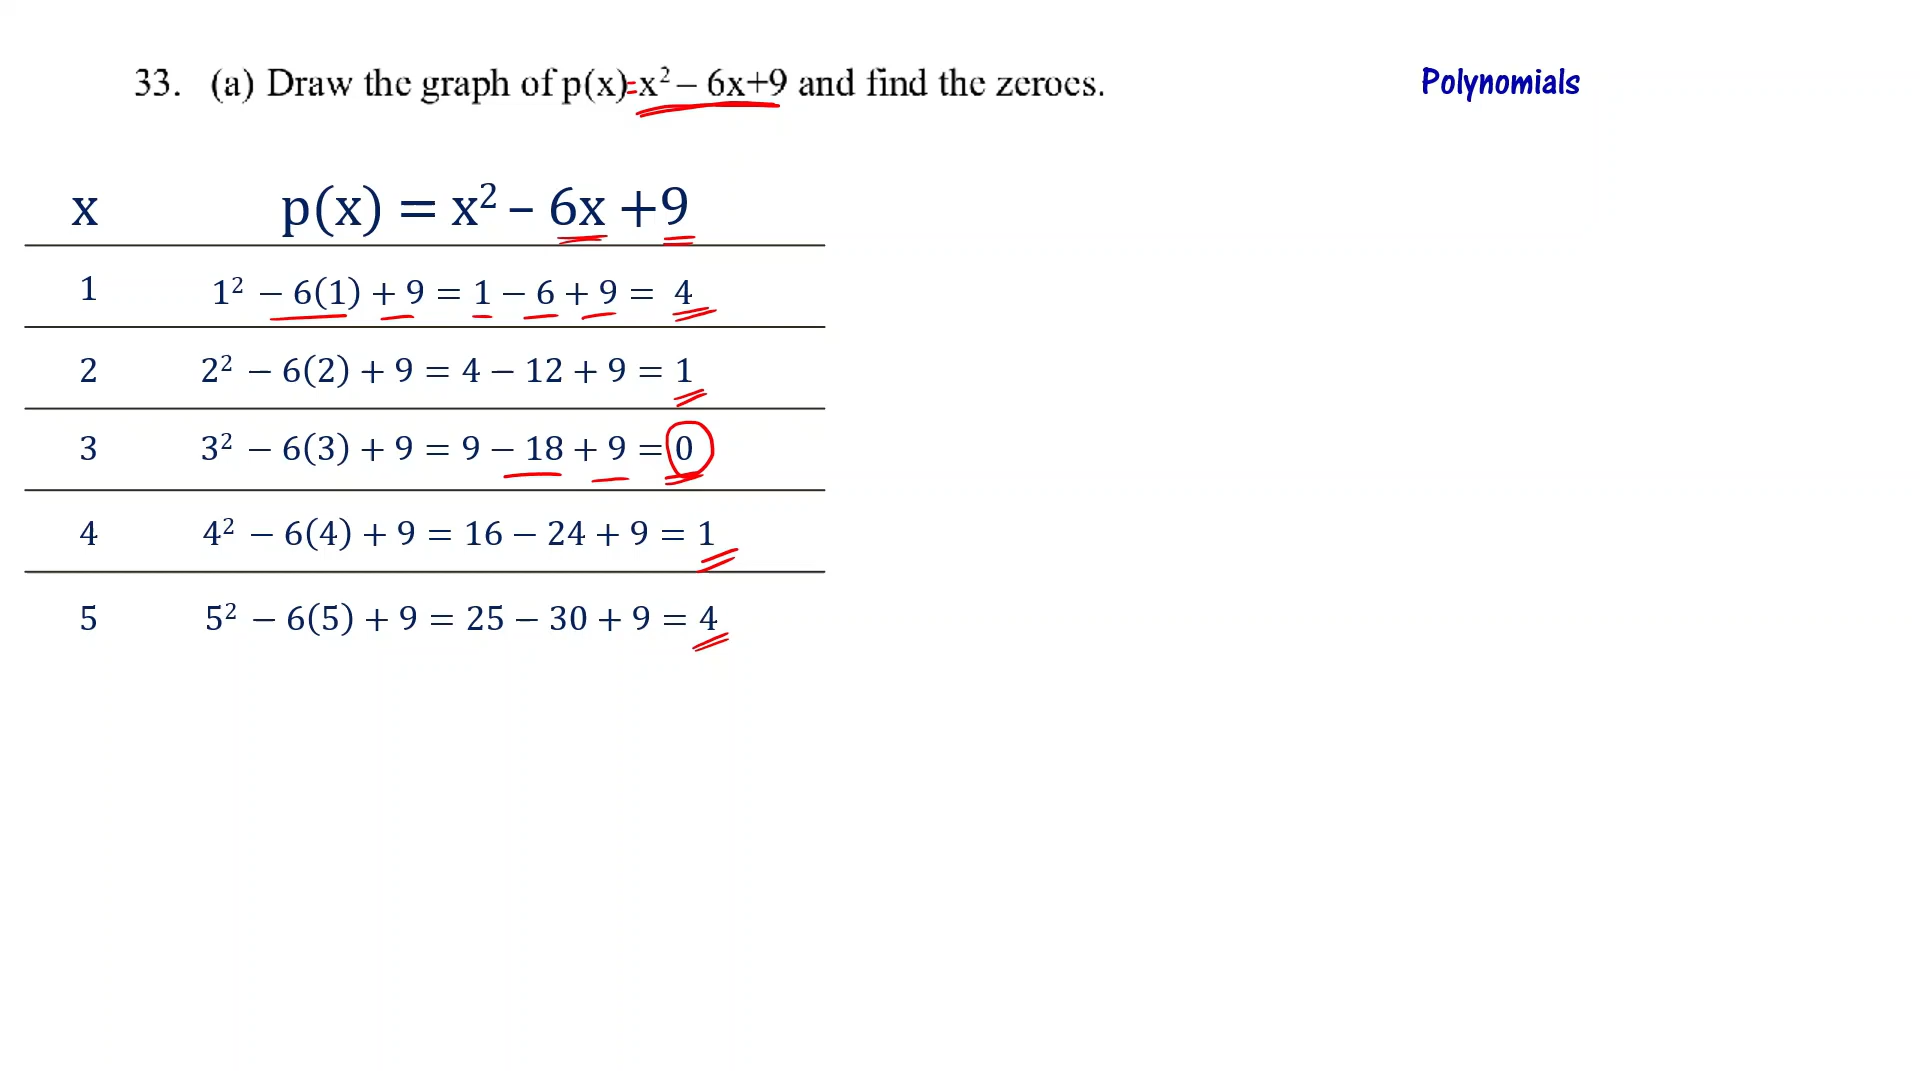 33. (a) Draw the graph of p(x)=x² – 6x+9 and find the zeroes.
Polynomials
x p(x) = x² – 6x +9
1 1² − 6(1) + 9 = 1 − 6 + 9 = 4
2 2² − 6(2) + 9 = 4 − 12 + 9 = 1
3 3² − 6(3) + 9 = 9 − 18 + 9 = 0
4 4² − 6(4) + 9 = 16 − 24 + 9 = 1
5 5² − 6(5) + 9 = 25 − 30 + 9 = 4